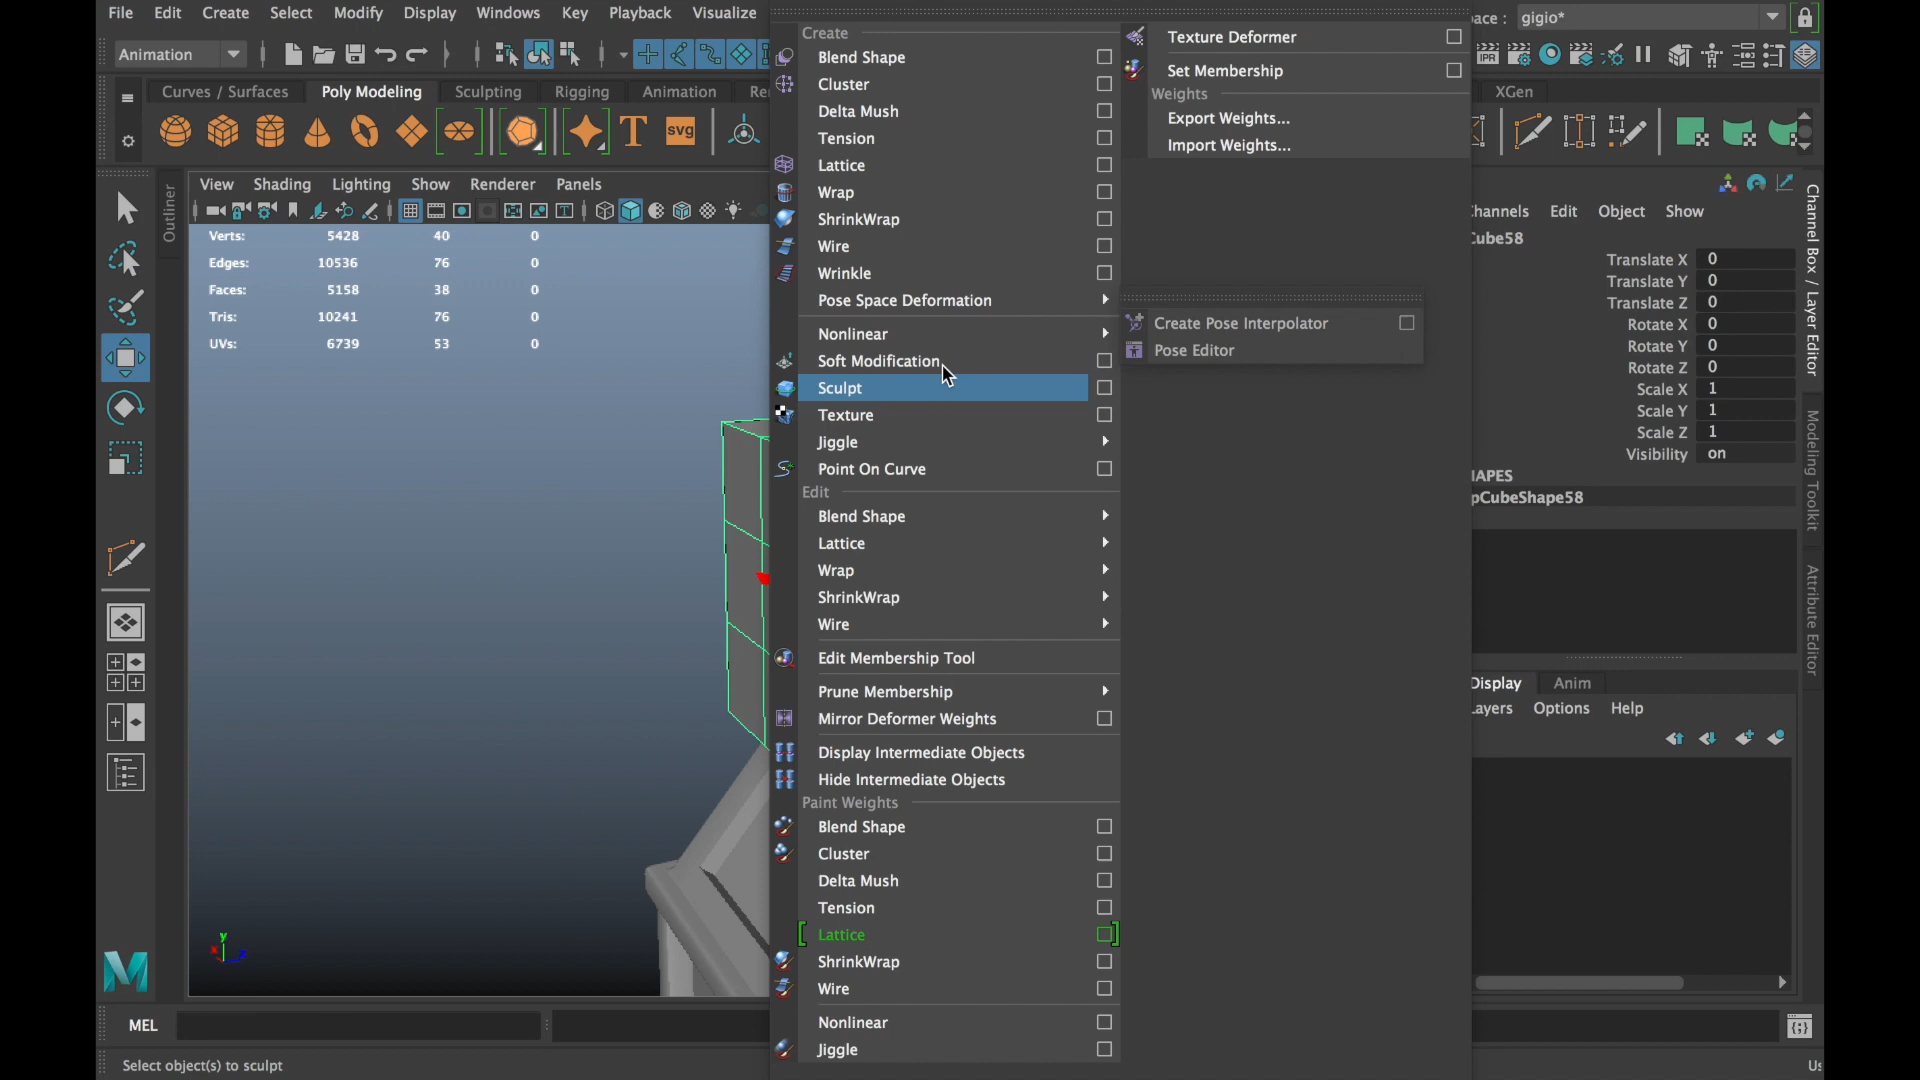 File Edit Create Select Modify Display Windows Key Playback Visualize
ace : gigio*
Animation
IPR
Curves / Surfaces Poly Modeling Sculpting Rigging Animation XGen
T svg
View Shading Lighting Show Renderer Panels
Outliner
Verts: 5428 40 0
Edges: 10536 76 0
Faces: 5158 38 0
Tris: 10241 76 0
UVs: 6739 53 0
y
Create
Blend Shape
Cluster
Delta Mush
Tension
Lattice
Wrap
ShrinkWrap
Wire
Wrinkle
Pose Space Deformation
Nonlinear
Soft Modification
Sculpt
Texture
Jiggle
Point On Curve
Edit
Blend Shape
Lattice
Wrap
ShrinkWrap
Wire
Edit Membership Tool
Prune Membership
Mirror Deformer Weights
Display Intermediate Objects
Hide Intermediate Objects
Paint Weights
Blend Shape
Cluster
Delta Mush
Tension
[ Lattice ]
ShrinkWrap
Wire
Nonlinear
Jiggle
Texture Deformer
Set Membership
Weights
Export Weights...
Import Weights...
Create Pose Interpolator
Pose Editor
hannels Edit Object Show
Cube58
Translate X 0
Translate Y 0
Translate Z 0
Rotate X 0
Rotate Y 0
Rotate Z 0
Scale X 1
Scale Y 1
Scale Z 1
Visibility on
HAPES
pCubeShape58
Display Anim
ayers Options Help
Channel Box / Layer Editor
Modeling Toolkit
Attribute Editor
M
MEL
Select object(s) to sculpt